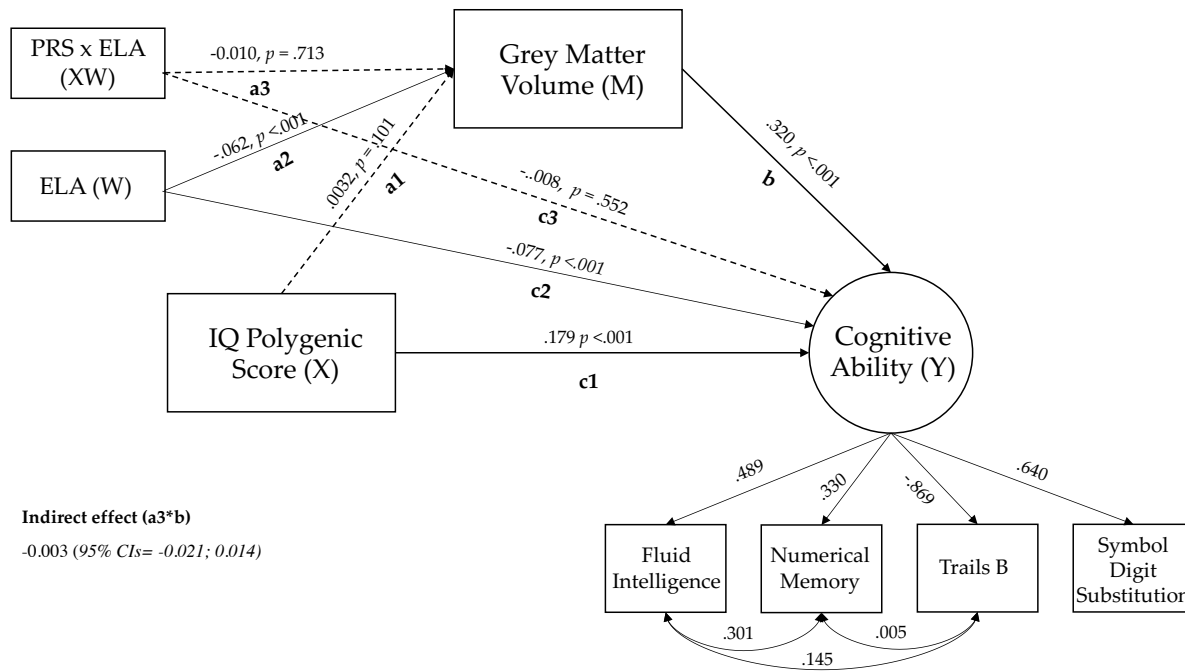 PRS x ELA
(XW)
-0.010, p = .713
a3
Grey Matter
Volume (M)
ELA (W)
-.062, p <.001
a2
.0032, p = .101
a1
.320, p <.001
b
-..008, p = .552
c3
-.077, p <.001
c2
IQ Polygenic
Score (X)
.179 p <.001
c1
Cognitive
Ability (Y)
.489
.330
-.869
.640
Indirect effect (a3*b)
-0.003 (95% CIs= -0.021; 0.014)
Fluid
Intelligence
Numerical
Memory
Trails B
Symbol
Digit
Substitution
.301
.005
.145